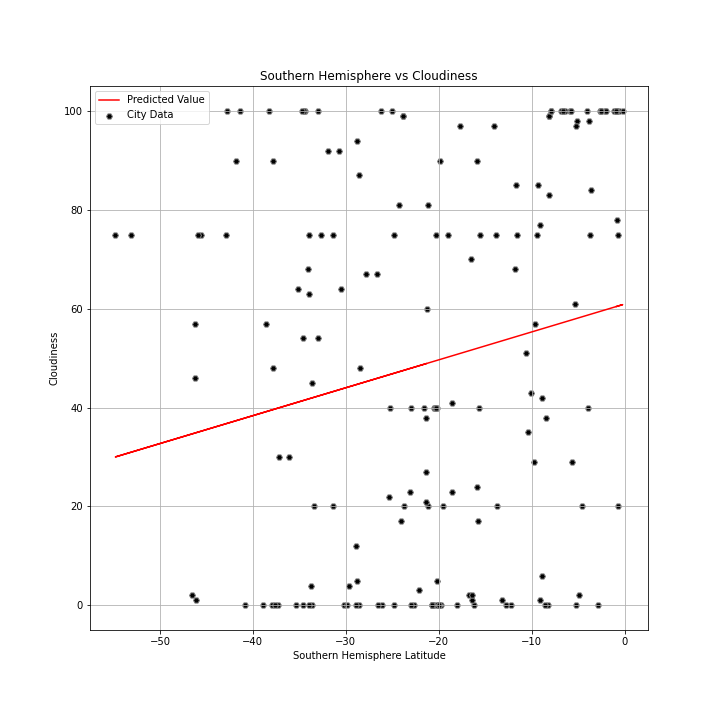 Southern Hemisphere vs Cloudiness
Predicted Value
City Data
100
80
60
40
20
0
Cloudiness
−50
−40
−30
−20
−10
0
Southern Hemisphere Latitude